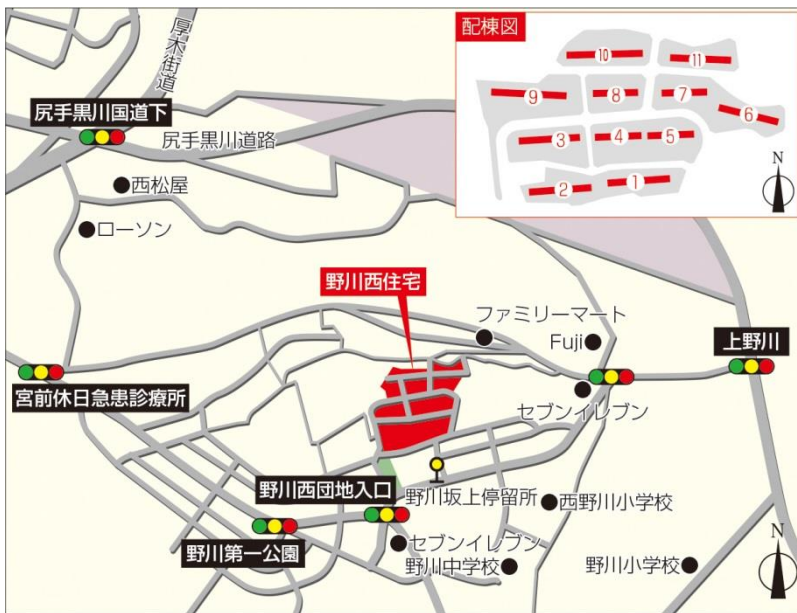 厚木街道
尻手黒川国道下
尻手黒川道路
西松屋
ローソン
配棟図
10
11
9
8
7
6
3
4
5
2
1
N
野川西住宅
ファミリーマート
Fuji
上野川
宮前休日急患診療所
セブンイレブン
野川西団地入口
野川坂上停留所
西野川小学校
野川第一公園
セブンイレブン
野川中学校
野川小学校
N